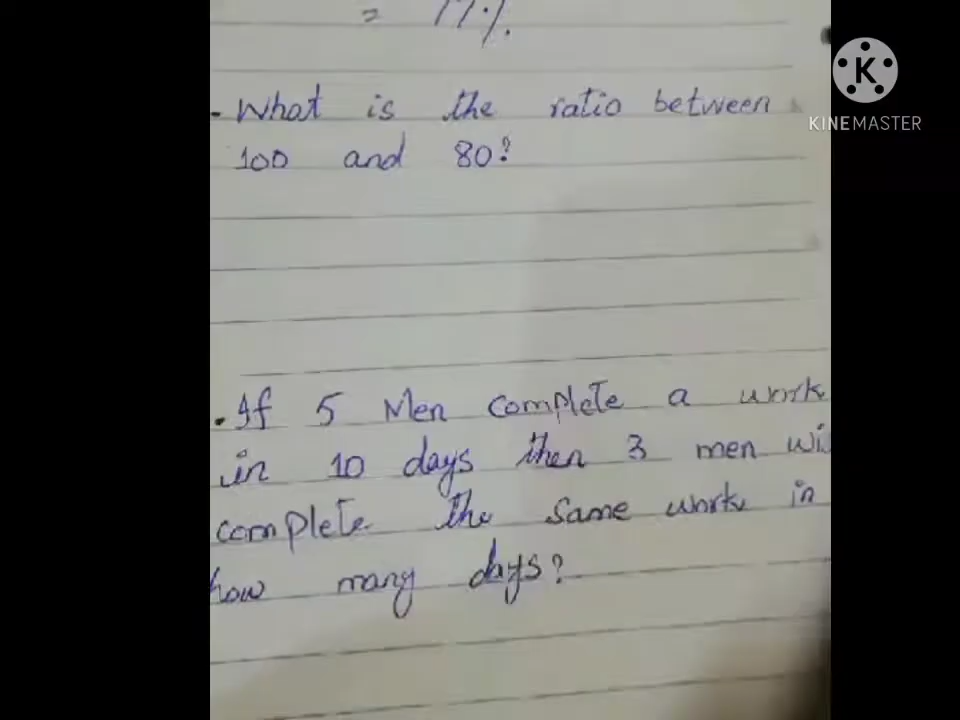 = 17%.
K
KINEMASTER
• What is the ratio between
100 and 80?
• If 5 Men complete a work
in 10 days then 3 men wi
complete the same work in
how many days?